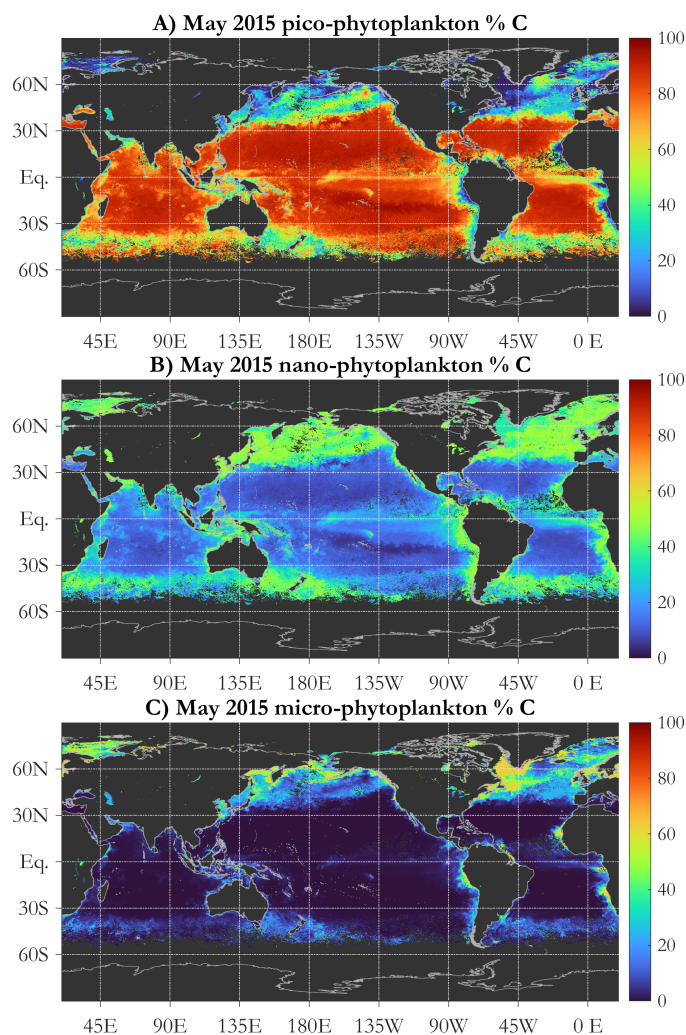 A) May 2015 pico-phytoplankton % C
100
60N
80
30N
60
Eq.
40
30S
20
60S
0
45E 90E 135E 180E 135W 90W 45W 0 E
B) May 2015 nano-phytoplankton % C
100
60N
80
30N
60
Eq.
40
30S
20
60S
0
45E 90E 135E 180E 135W 90W 45W 0 E
C) May 2015 micro-phytoplankton % C
100
60N
80
30N
60
Eq.
40
30S
20
60S
0
45E 90E 135E 180E 135W 90W 45W 0 E